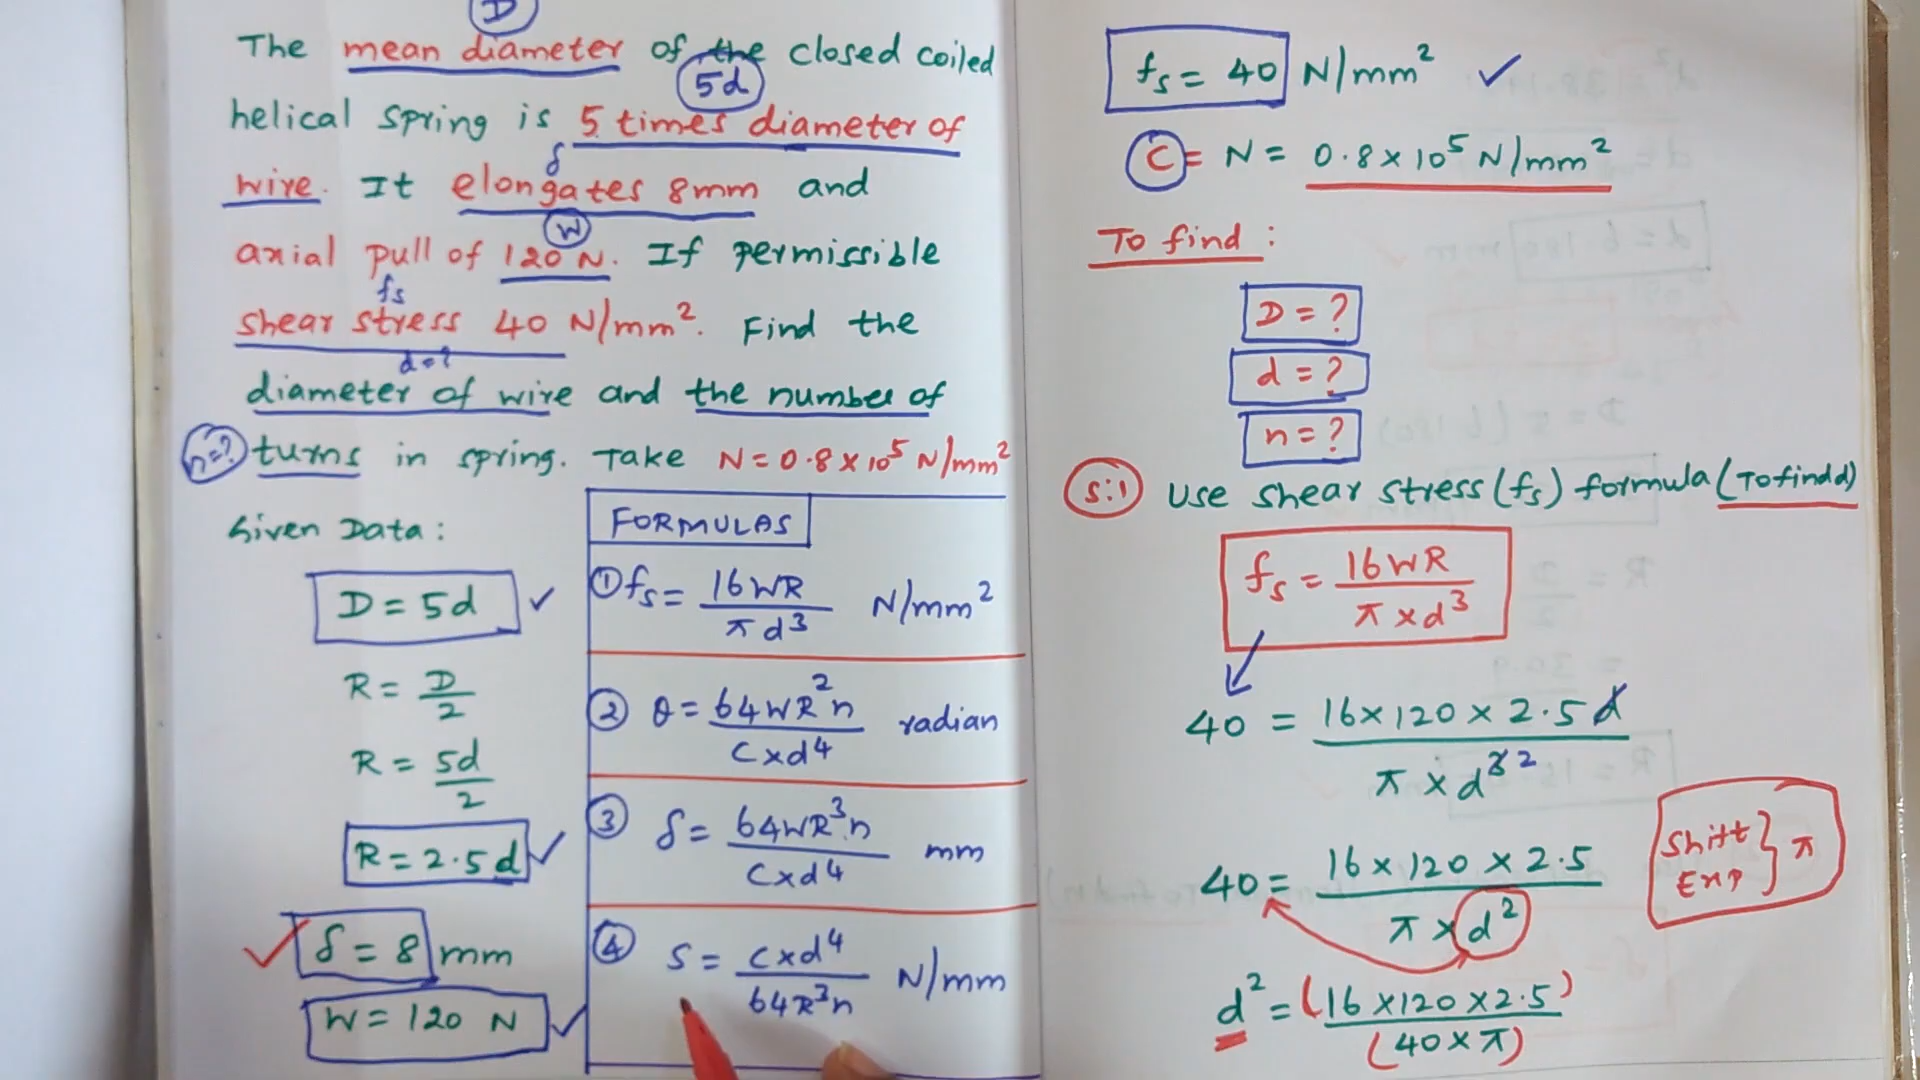 D
The mean diameter of the closed coiled
5d
helical spring is 5 times diameter of
δ
wire. It elongates 8mm and
W
axial pull of 120 N. If permissible
fs
shear stress 40 N/mm². Find the
d=?
diameter of wire and the number of
n=? turns in spring. Take N=0.8×10⁵ N/mm²
Given Data:
D = 5d ✓
R = D/2
R = 5d/2
R = 2.5d ✓
✓ δ = 8 mm
W = 120 N ✓
FORMULAS
① fs = 16WR / πd³ N/mm²
② θ = 64WR²n / C×d⁴ radian
③ δ = 64WR³n / C×d⁴ mm
④ S = C×d⁴ / 64R³n N/mm
fs = 40 N/mm² ✓
C = N = 0.8×10⁵ N/mm²
To find :
D = ?
d = ?
n = ?
S:1 Use shear stress (fs) formula (To find d)
fs = 16WR / π×d³
40 = 16×120×2.5d / π×d³ ²
40 = 16×120×2.5 / π×d²
Shift Exp } π
d² = (16×120×2.5) / (40×π)